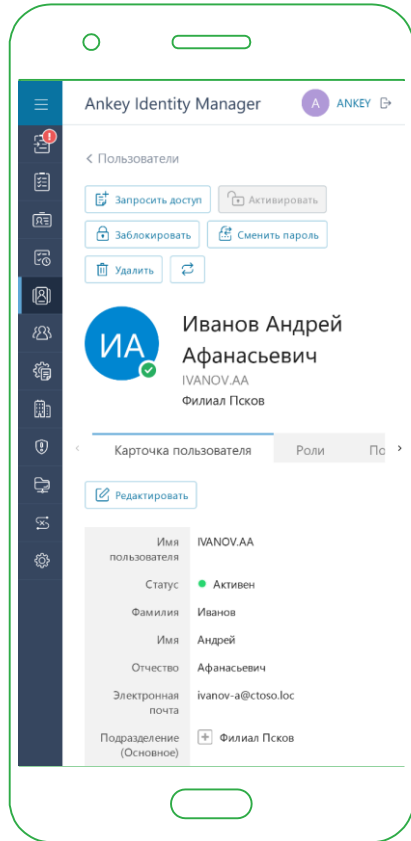 Ankey Identity Manager
A
ANKEY
!
Пользователи
Запросить доступ
Активировать
Заблокировать
Сменить пароль
Удалить
ИА
Иванов Андрей
Афанасьевич
IVANOV.AA
Филиал Псков
Карточка пользователя
Роли
По
Редактировать
Имя
пользователя
IVANOV.AA
Статус
Активен
Фамилия
Иванов
Имя
Андрей
Отчество
Афанасьевич
Электронная
почта
ivanov-a@ctoso.loc
Подразделение
(Основное)
Филиал Псков